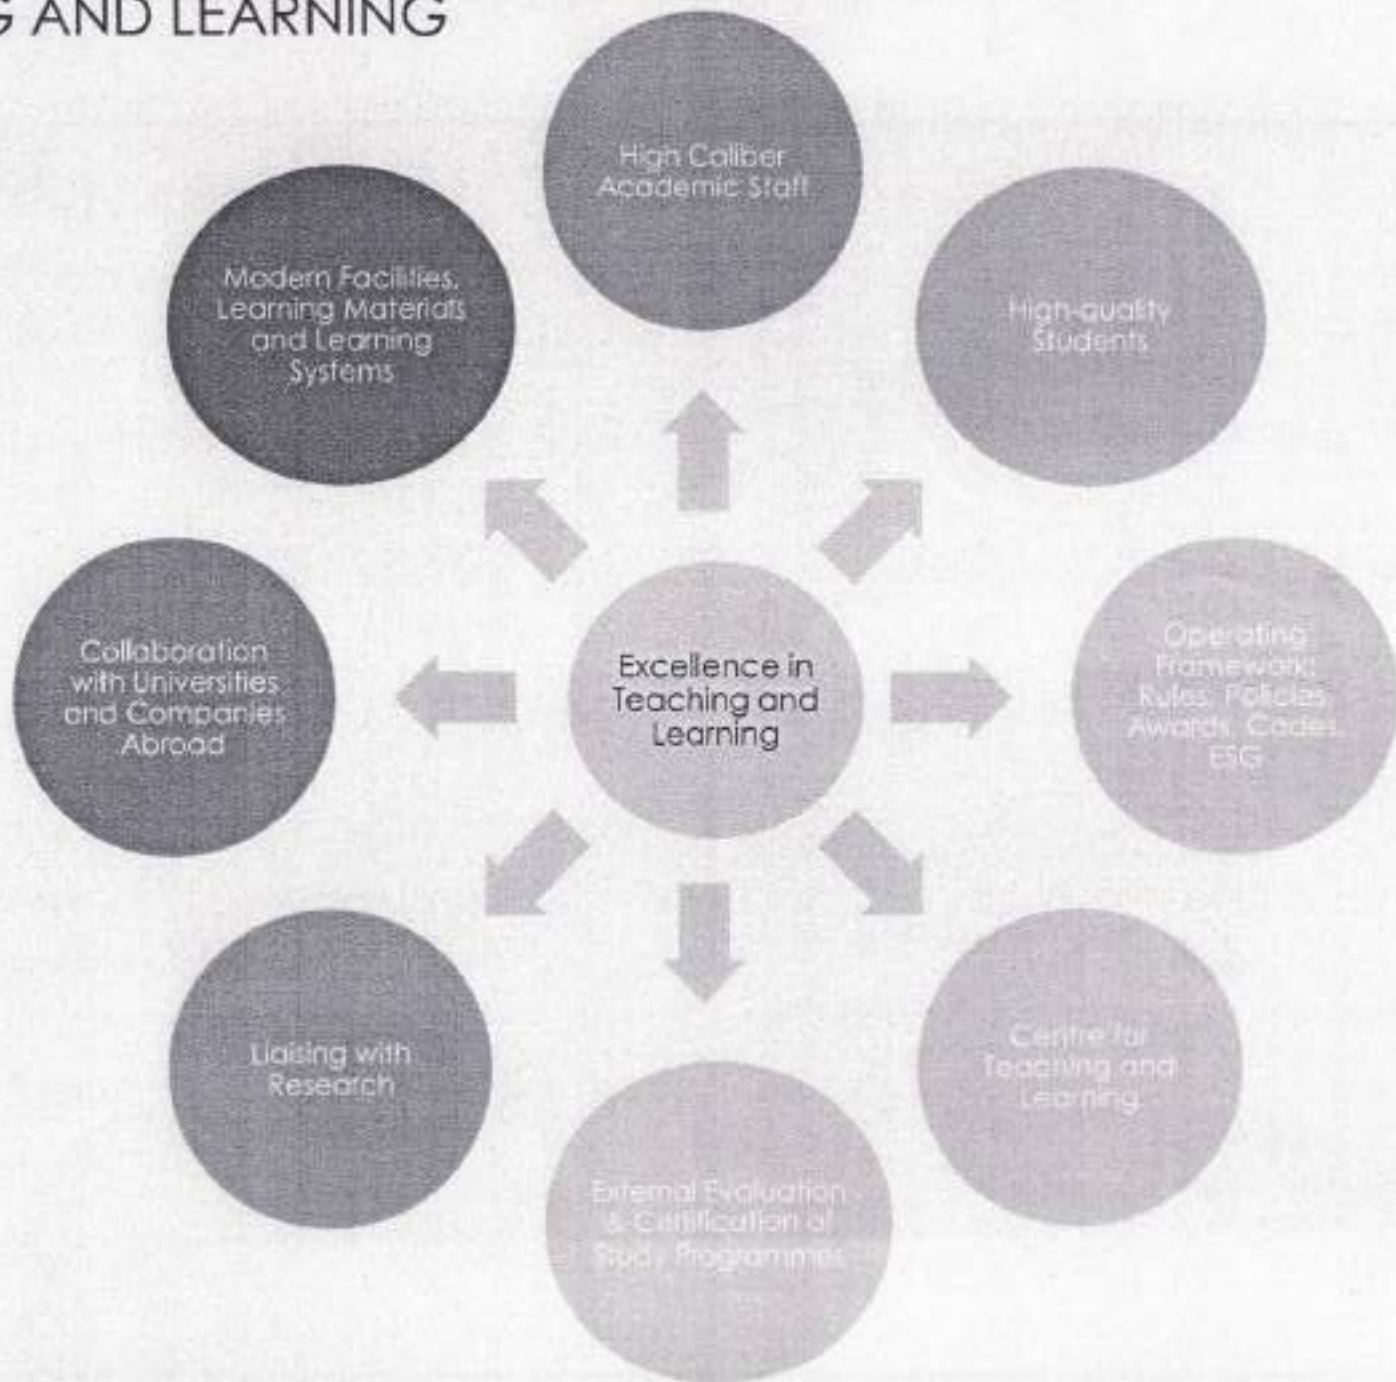 G AND LEARNING
High Caliber
Academic Staff
High-quality
Students
Operating
Framework:
Rules, Policies,
Awards, Codes,
ESG
Centre for
Teaching and
Learning
External Evaluation
& Certification of
Study Programmes
Liaising with
Research
Collaboration
with Universities
and Companies
Abroad
Modern Facilities,
Learning Materials
and Learning
Systems
Excellence in
Teaching and
Learning